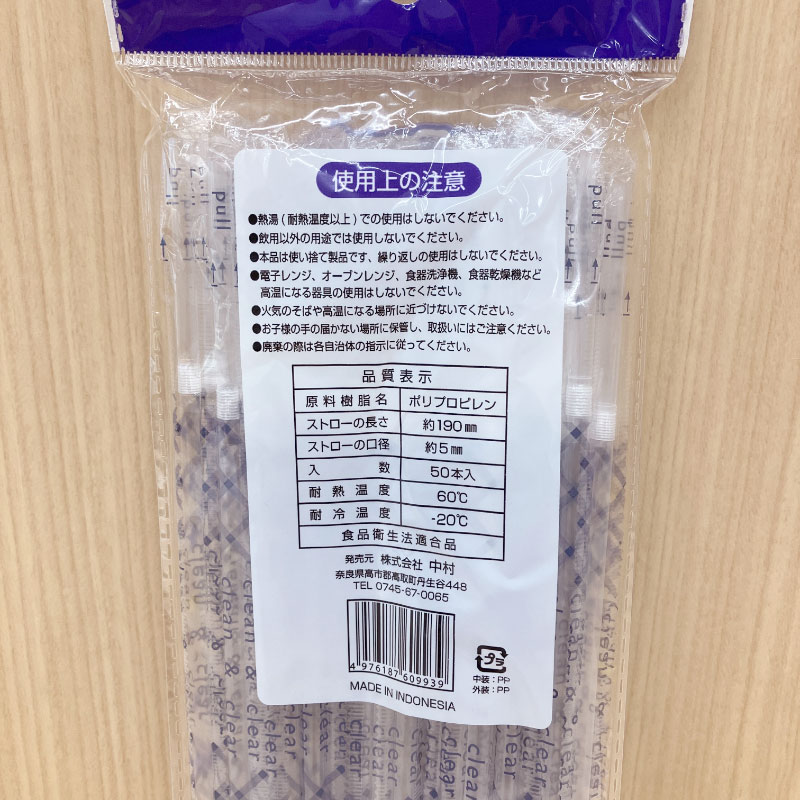 使用上の注意
●熱湯(耐熱温度以上)での使用はしないでください。
●飲用以外の用途では使用しないでください。
●本品は使い捨て製品です、繰り返しの使用はしないでください。
●電子レンジ、オーブンレンジ、食器洗浄機、食器乾燥機など
高温になる器具の使用はしないでください。
●火気のそばや高温になる場所に近づけないでください。
●お子様の手の届かない場所に保管し、取扱いにはご注意ください。
●廃棄の際は各自治体の指示に従ってください。
品質表示
原料樹脂名 ポリプロピレン
ストローの長さ 約190㎜
ストローの口径 約5㎜
入数 50本入
耐熱温度 60℃
耐冷温度 -20℃
食品衛生法適合品
発売元 株式会社 中村
奈良県高市郡高取町丹生谷448
TEL 0745-67-0065
4 976187 609939
MADE IN INDONESIA
プラ
中装:PP
外装:PP
pull
pull
pull
clean & clear
clean & clear